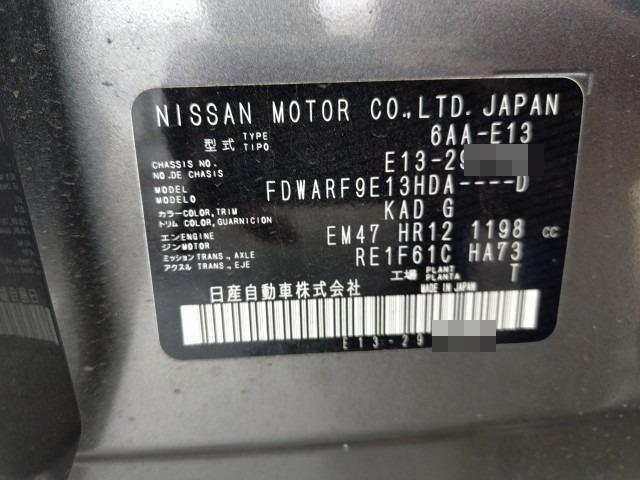 NISSAN MOTOR CO.,LTD. JAPAN
型式 TYPE TIPO 6AA-E13
CHASSIS NO. NO.DE CHASIS E13-29
MODEL MODELO FDWARF9E13HDA----D
カラー COLOR, TRIM トリム COLOR, GUARNICION KAD G
エンジン ENGINE MOTOR EM47 HR12 1198 cc
ミッション TRANS., AXLE アクスル TRANS., EJE RE1F61C HA73
工場 PLANT PLANTA T
日産自動車株式会社 MADE IN JAPAN
E13-29